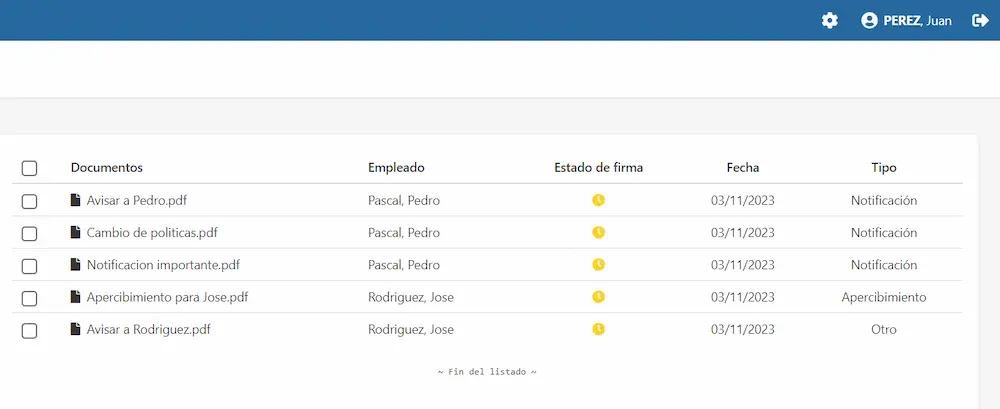 PEREZ, Juan
Documentos Empleado Estado de firma Fecha Tipo
Avisar a Pedro.pdf Pascal, Pedro 03/11/2023 Notificación
Cambio de politicas.pdf Pascal, Pedro 03/11/2023 Notificación
Notificacion importante.pdf Pascal, Pedro 03/11/2023 Notificación
Apercibimiento para Jose.pdf Rodriguez, Jose 03/11/2023 Apercibimiento
Avisar a Rodriguez.pdf Rodriguez, Jose 03/11/2023 Otro
~ Fin del listado ~